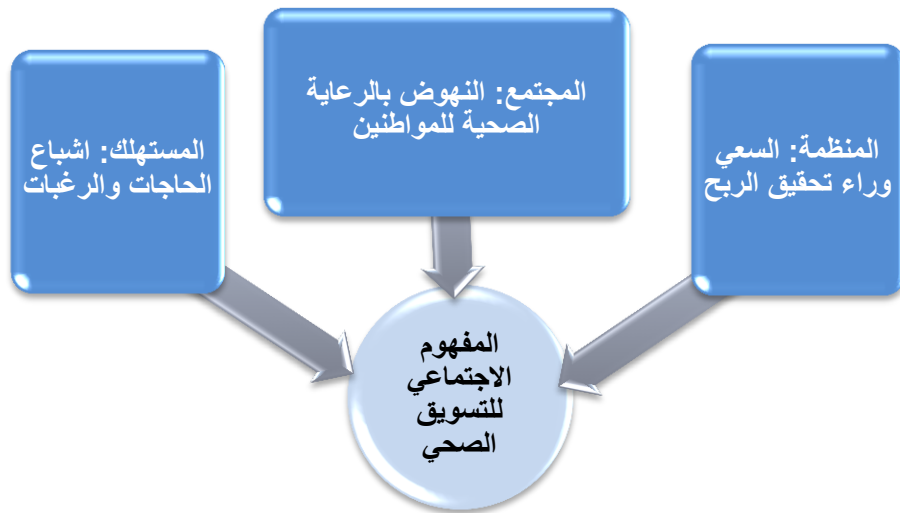 المجتمع: النهوض بالرعاية
الصحية للمواطنين
المنظمة: السعي
وراء تحقيق الربح
المستهلك: اشباع
الحاجات والرغبات
المفهوم
الاجتماعي
للتسويق
الصحي